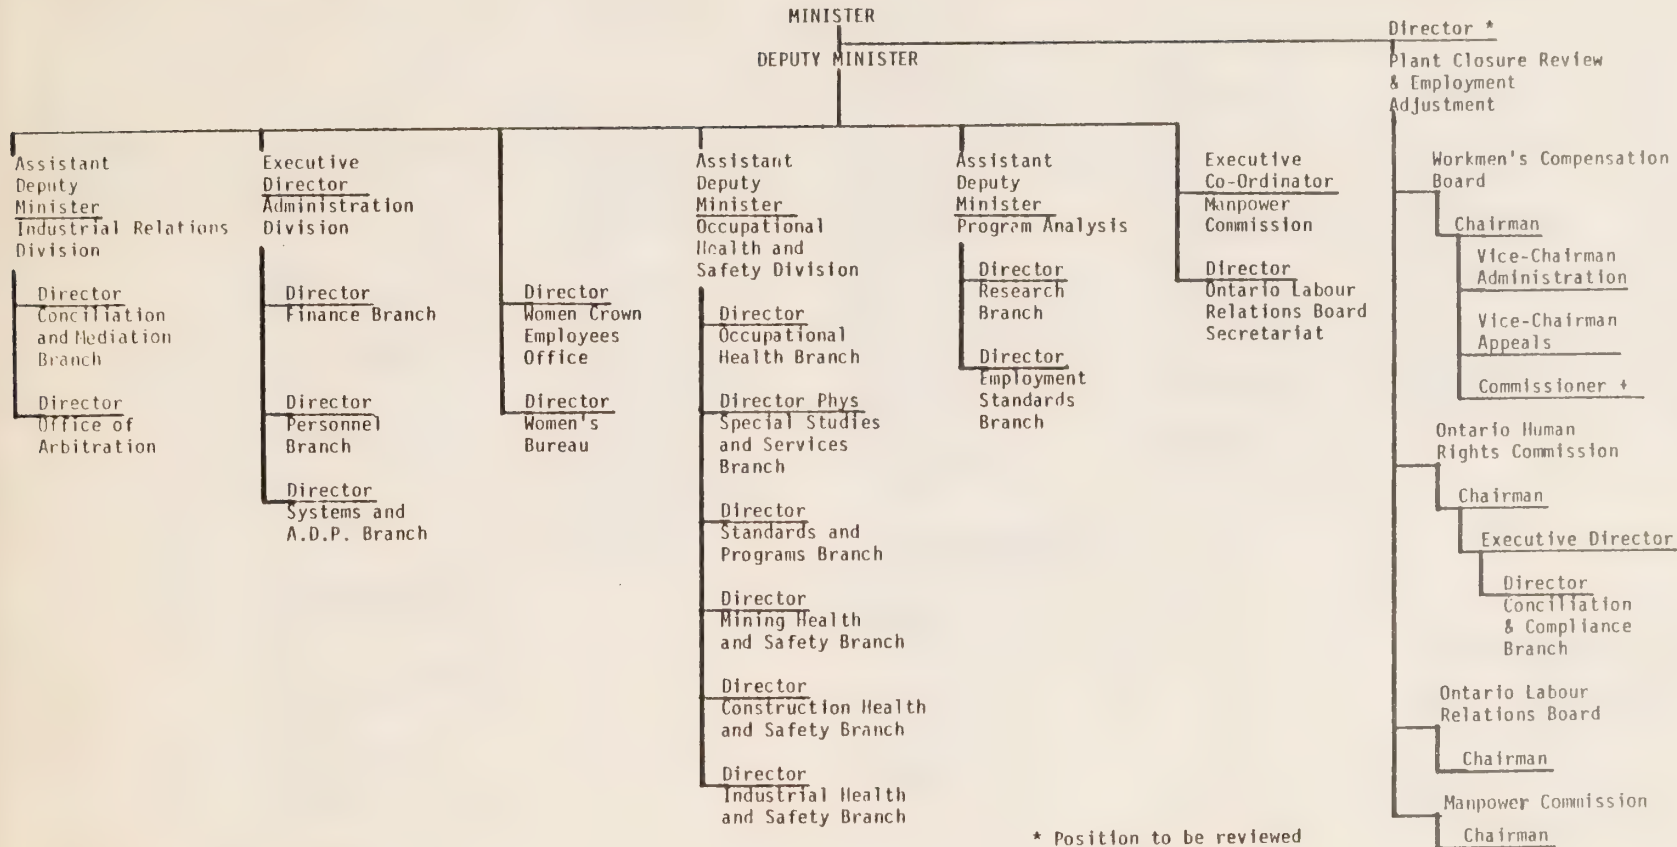 MINISTER
DEPUTY MINISTER
Director *
Plant Closure Review
& Employment
Adjustment
Assistant
Deputy
Minister
Industrial Relations
Division
Director
Conciliation
and Mediation
Branch
Director
Office of
Arbitration
Executive
Director
Administration
Division
Director
Finance Branch
Director
Personnel
Branch
Director
Systems and
A.D.P. Branch
Director
Women Crown
Employees
Office
Director
Women's
Bureau
Assistant
Deputy
Minister
Occupational
Health and
Safety Division
Director
Occupational
Health Branch
Director Phys
Special Studies
and Services
Branch
Director
Standards and
Programs Branch
Director
Mining Health
and Safety Branch
Director
Construction Health
and Safety Branch
Director
Industrial Health
and Safety Branch
Assistant
Deputy
Minister
Program Analysis
Director
Research
Branch
Director
Employment
Standards
Branch
Executive
Co-Ordinator
Manpower
Commission
Director
Ontario Labour
Relations Board
Secretariat
Workmen's Compensation
Board
Chairman
Vice-Chairman
Administration
Vice-Chairman
Appeals
Commissioner +
Ontario Human
Rights Commission
Chairman
Executive Director
Director
Conciliation
& Compliance
Branch
Ontario Labour
Relations Board
Chairman
Manpower Commission
Chairman
* Position to be reviewed